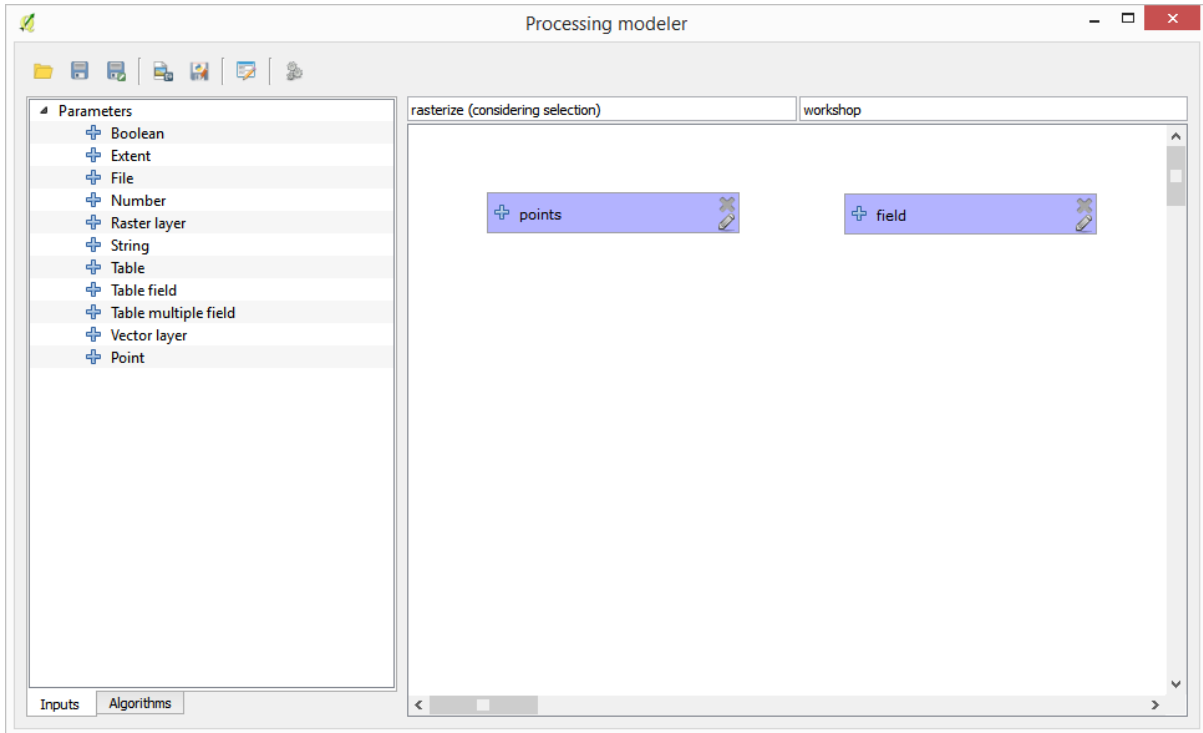 Processing modeler
Parameters
Boolean
Extent
File
Number
Raster layer
String
Table
Table field
Table multiple field
Vector layer
Point
Inputs
Algorithms
rasterize (considering selection)
workshop
points
field